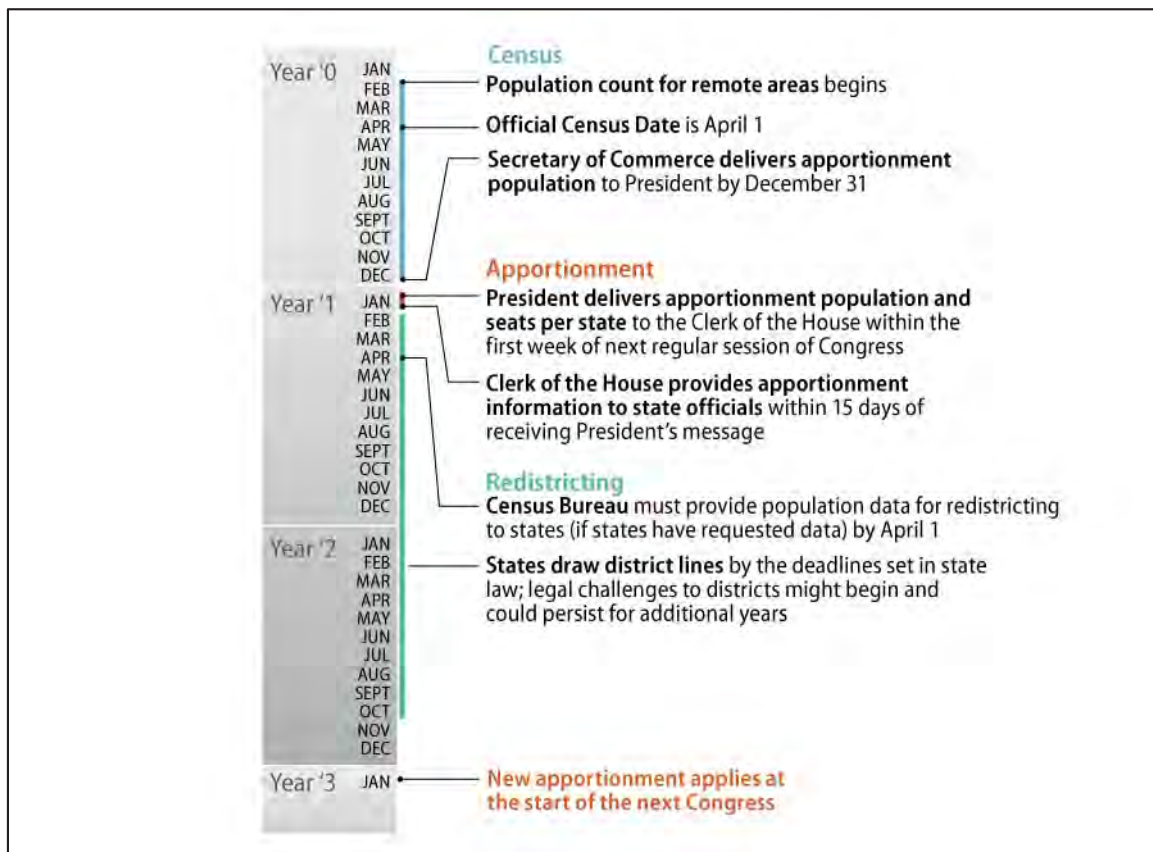 Year '0
JAN
FEB
MAR
APR
MAY
JUN
JUL
AUG
SEPT
OCT
NOV
DEC
Census
Population count for remote areas begins
Official Census Date is April 1
Secretary of Commerce delivers apportionment
population to President by December 31
Year '1
JAN
FEB
MAR
APR
MAY
JUN
JUL
AUG
SEPT
OCT
NOV
DEC
Apportionment
President delivers apportionment population and
seats per state to the Clerk of the House within the
first week of next regular session of Congress
Clerk of the House provides apportionment
information to state officials within 15 days of
receiving President's message
Redistricting
Census Bureau must provide population data for redistricting
to states (if states have requested data) by April 1
Year '2
JAN
FEB
MAR
APR
MAY
JUN
JUL
AUG
SEPT
OCT
NOV
DEC
States draw district lines by the deadlines set in state
law; legal challenges to districts might begin and
could persist for additional years
Year '3
JAN
New apportionment applies at
the start of the next Congress